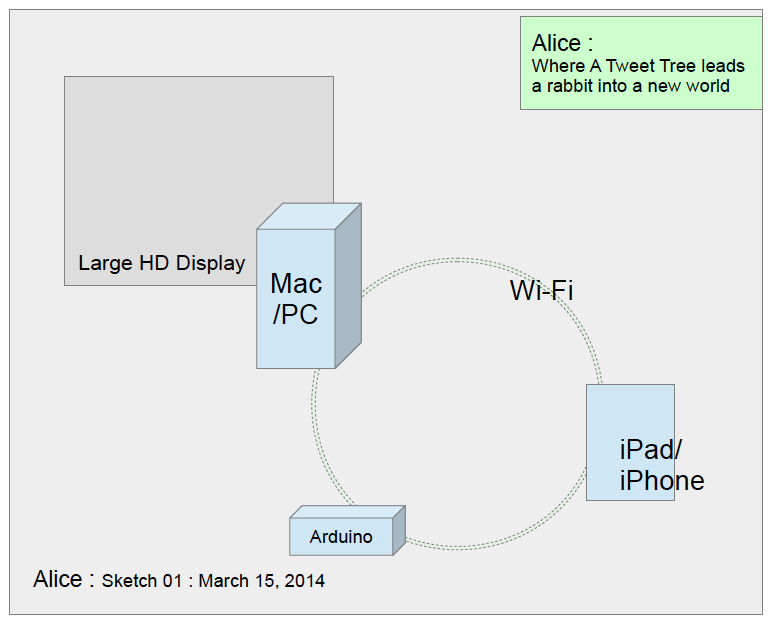 Alice :
Where A Tweet Tree leads
a rabbit into a new world
Large HD Display
Mac
/PC
Wi-Fi
iPad/
iPhone
Arduino
Alice : Sketch 01 : March 15, 2014